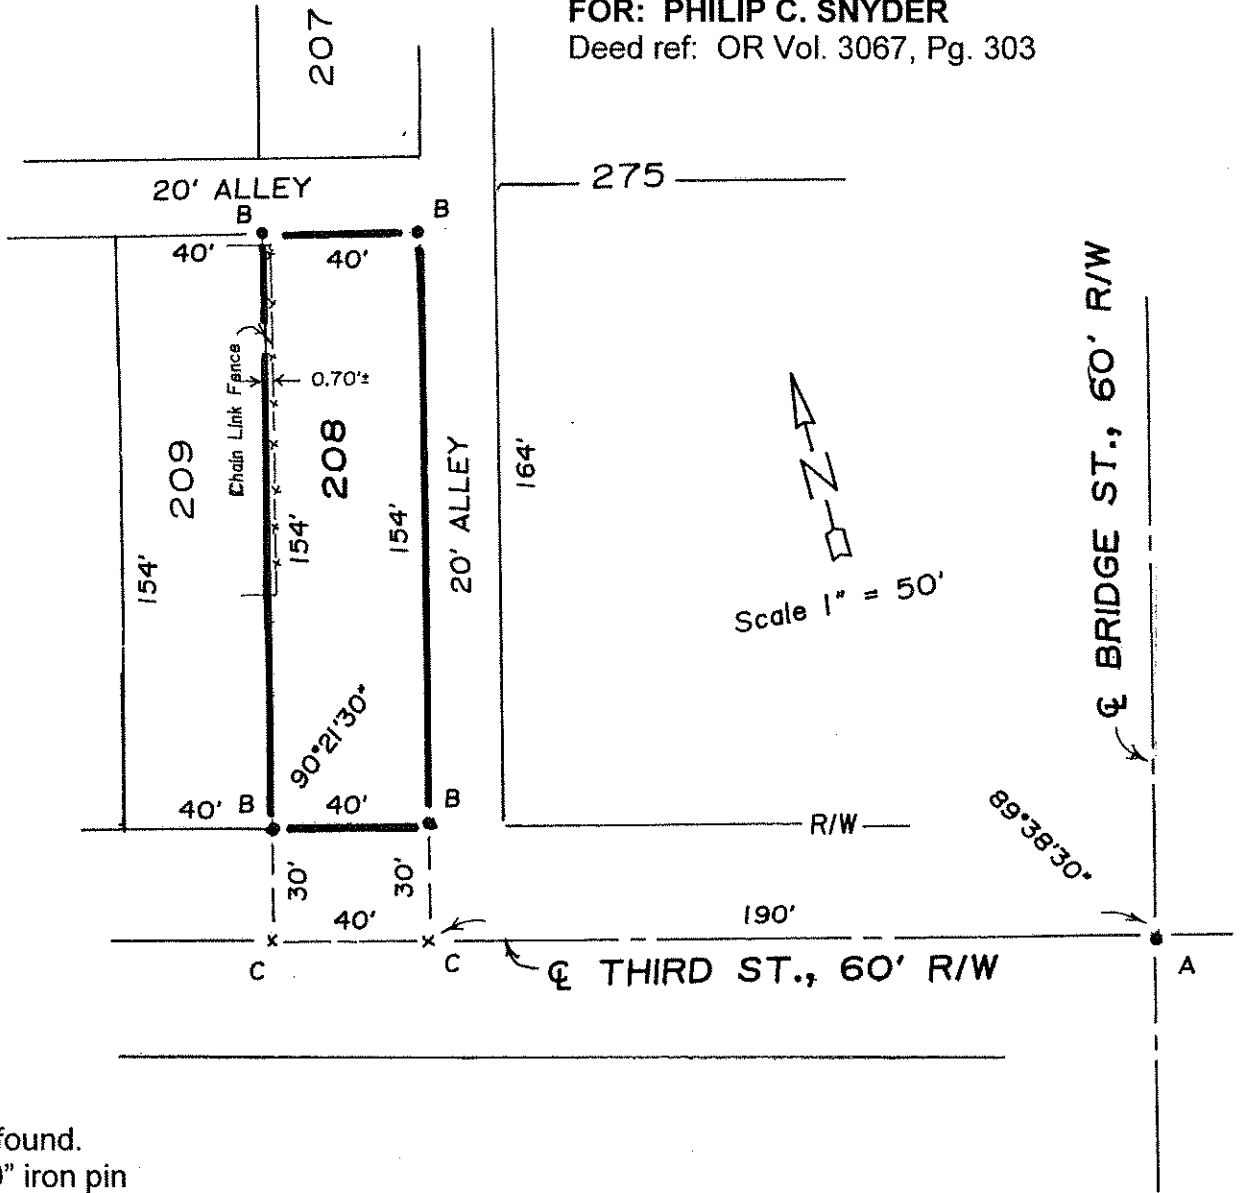 FOR: PHILIP C. SNYDER
Deed ref: OR Vol. 3067, Pg. 303
207
275
20' ALLEY
B
B
40'
40'
℄ BRIDGE ST., 60' R/W
Chain Link Fence
0.70'±
209
208
154'
154'
154'
20' ALLEY
164'
N
Scale 1" = 50'
90°21'30"
89°38'30"
40'
B
40'
B
R/W
30'
30'
40'
190'
C
C
℄ THIRD ST., 60' R/W
A
found.
" iron pin